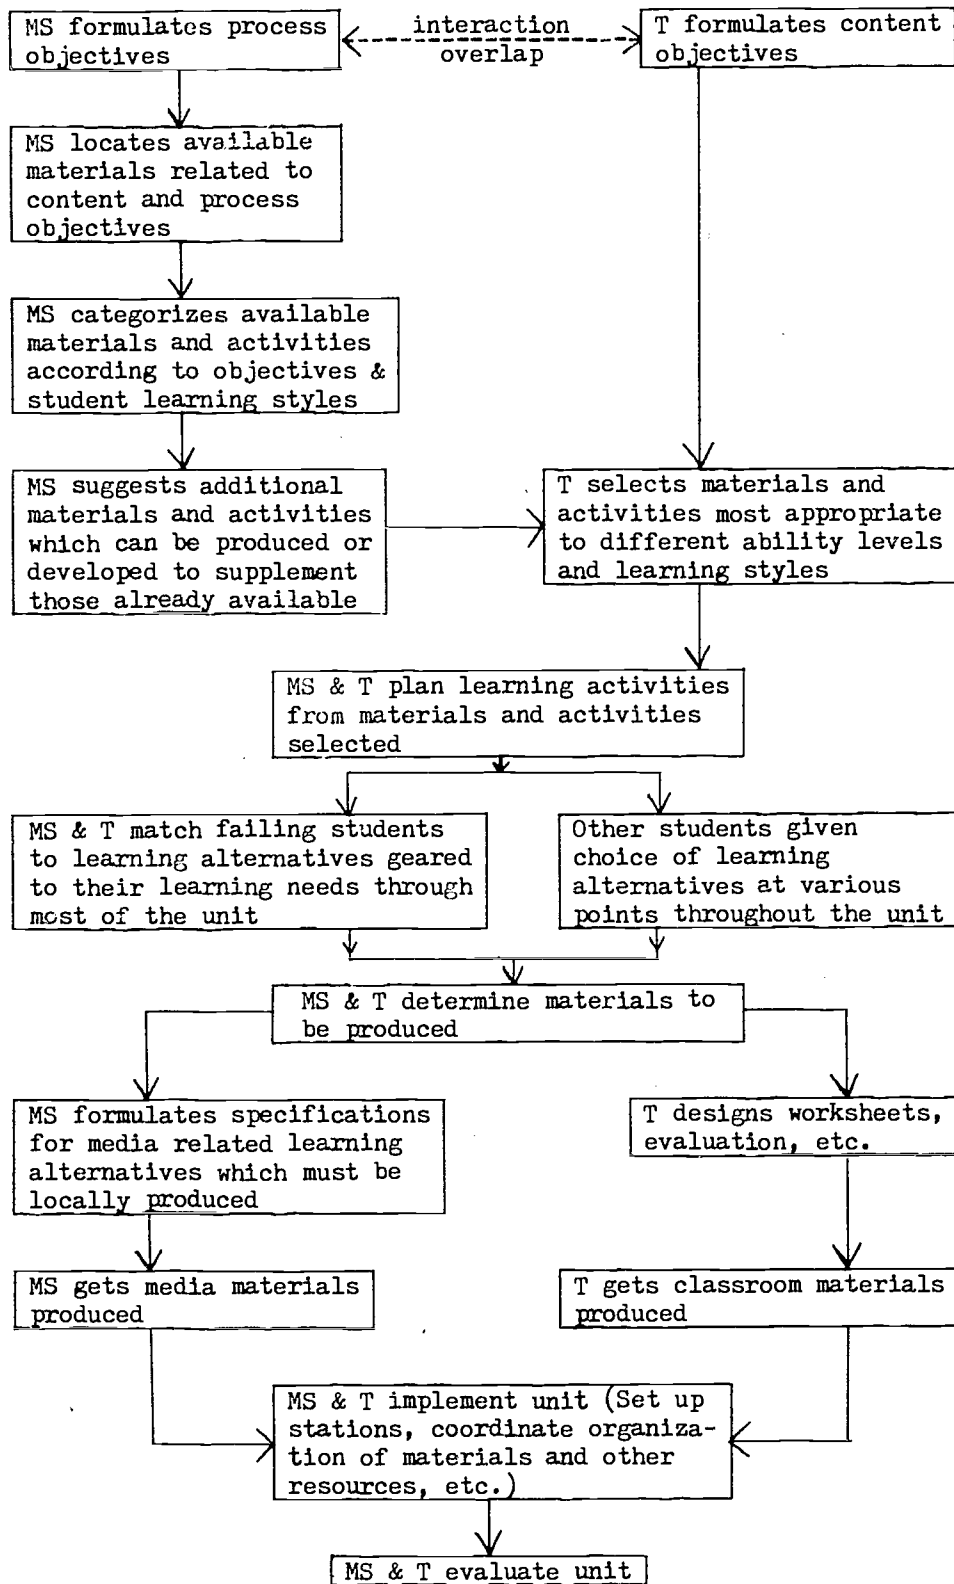 MS formulates process
objectives
interaction
overlap
T formulates content
objectives
MS locates available
materials related to
content and process
objectives
MS categorizes available
materials and activities
according to objectives &
student learning styles
MS suggests additional
materials and activities
which can be produced or
developed to supplement
those already available
T selects materials and
activities most appropriate
to different ability levels
and learning styles
MS & T plan learning activities
from materials and activities
selected
MS & T match failing students
to learning alternatives geared
to their learning needs through
most of the unit
Other students given
choice of learning
alternatives at various
points throughout the unit
MS & T determine materials to
be produced
MS formulates specifications
for media related learning
alternatives which must be
locally produced
T designs worksheets,
evaluation, etc.
MS gets media materials
produced
T gets classroom materials
produced
MS & T implement unit (Set up
stations, coordinate organiza-
tion of materials and other
resources, etc.)
MS & T evaluate unit